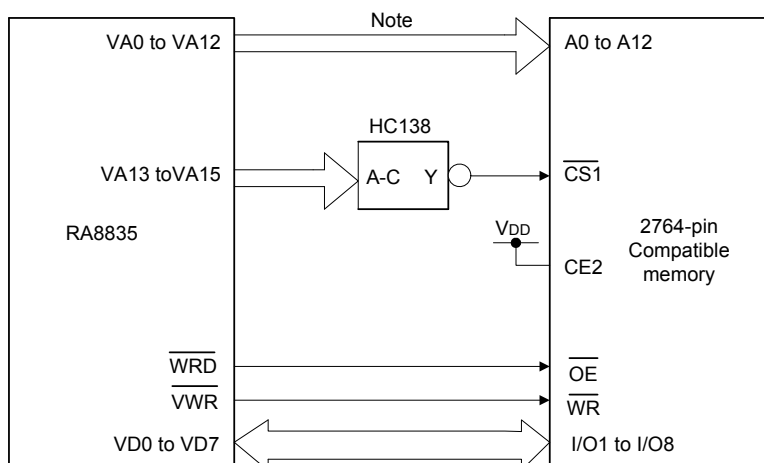 Note
VA0 to VA12
A0 to A12
HC138
VA13 toVA15
A-C
Y
CS1
RA8835
VDD
2764-pin
Compatible
memory
CE2
WRD
OE
VWR
WR
VD0 to VD7
I/O1 to I/O8